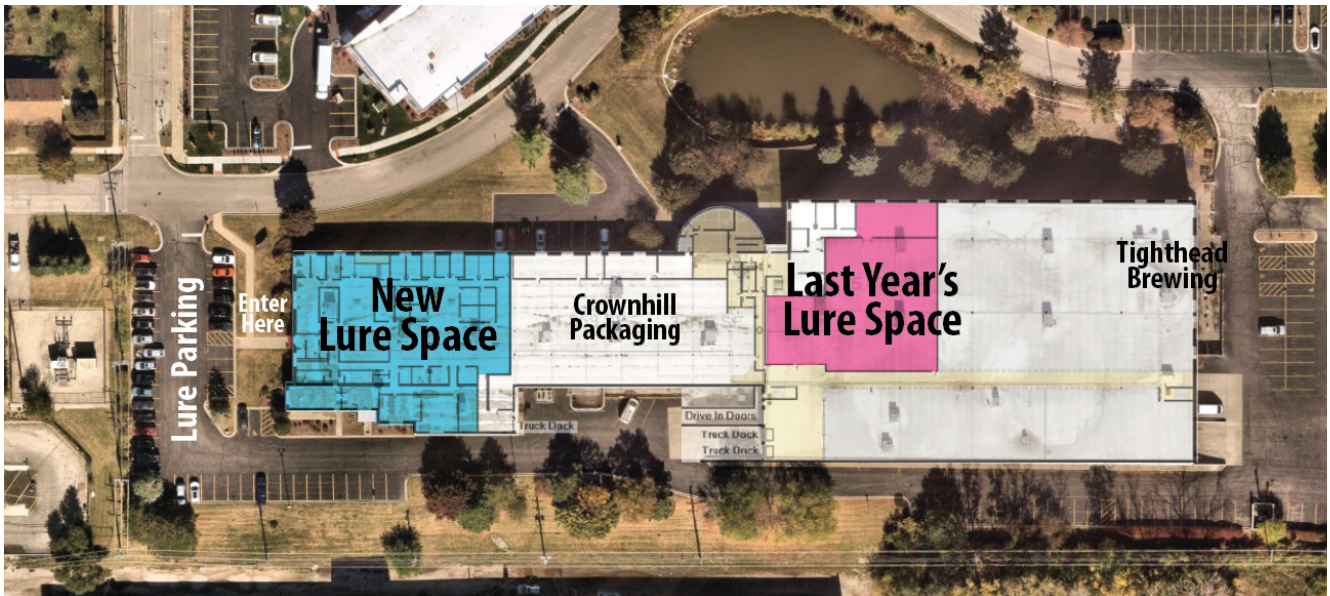 New
Lure Space
Crownhill
Packaging
Last Year's
Lure Space
Tighthead
Brewing
Enter
Here
Lure Parking
Truck Dock
Drive In Doors
Truck Dock
Truck Dock